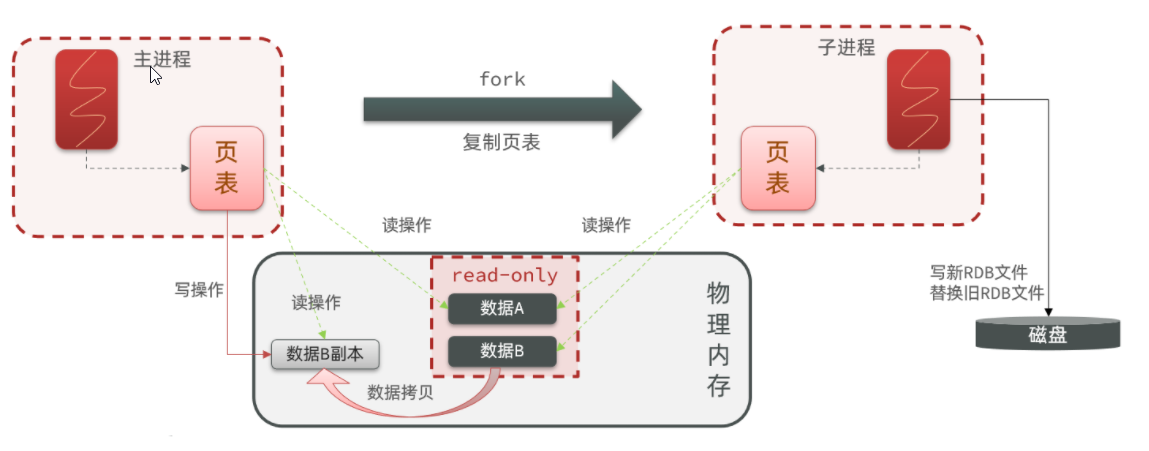 主进程
子进程
fork
复制页表
页
表
页
表
读操作
读操作
写操作
读操作
read-only
数据A
数据B
数据B副本
数据拷贝
物
理
内
存
写新RDB文件
替换旧RDB文件
磁盘